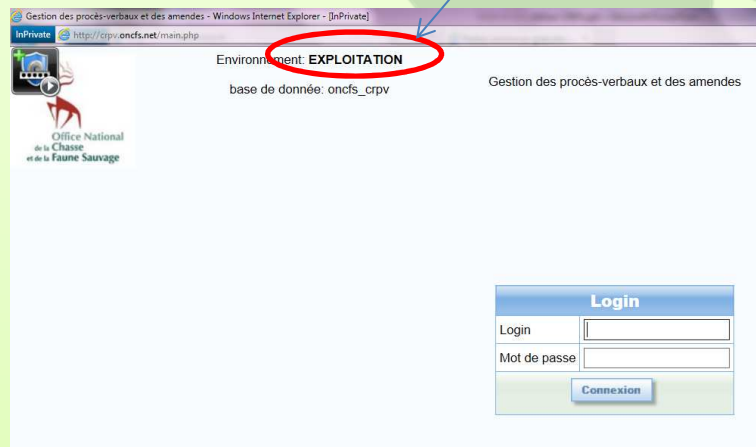 Gestion des procès-verbaux et des amendes - Windows Internet Explorer - [InPrivate]
InPrivate http://crpv.oncfs.net/main.php
Environnement: EXPLOITATION
base de donnée: oncfs_crpv
Gestion des procès-verbaux et des amendes
Office National
de la Chasse
et de la Faune Sauvage
Login
Login
Mot de passe
Connexion